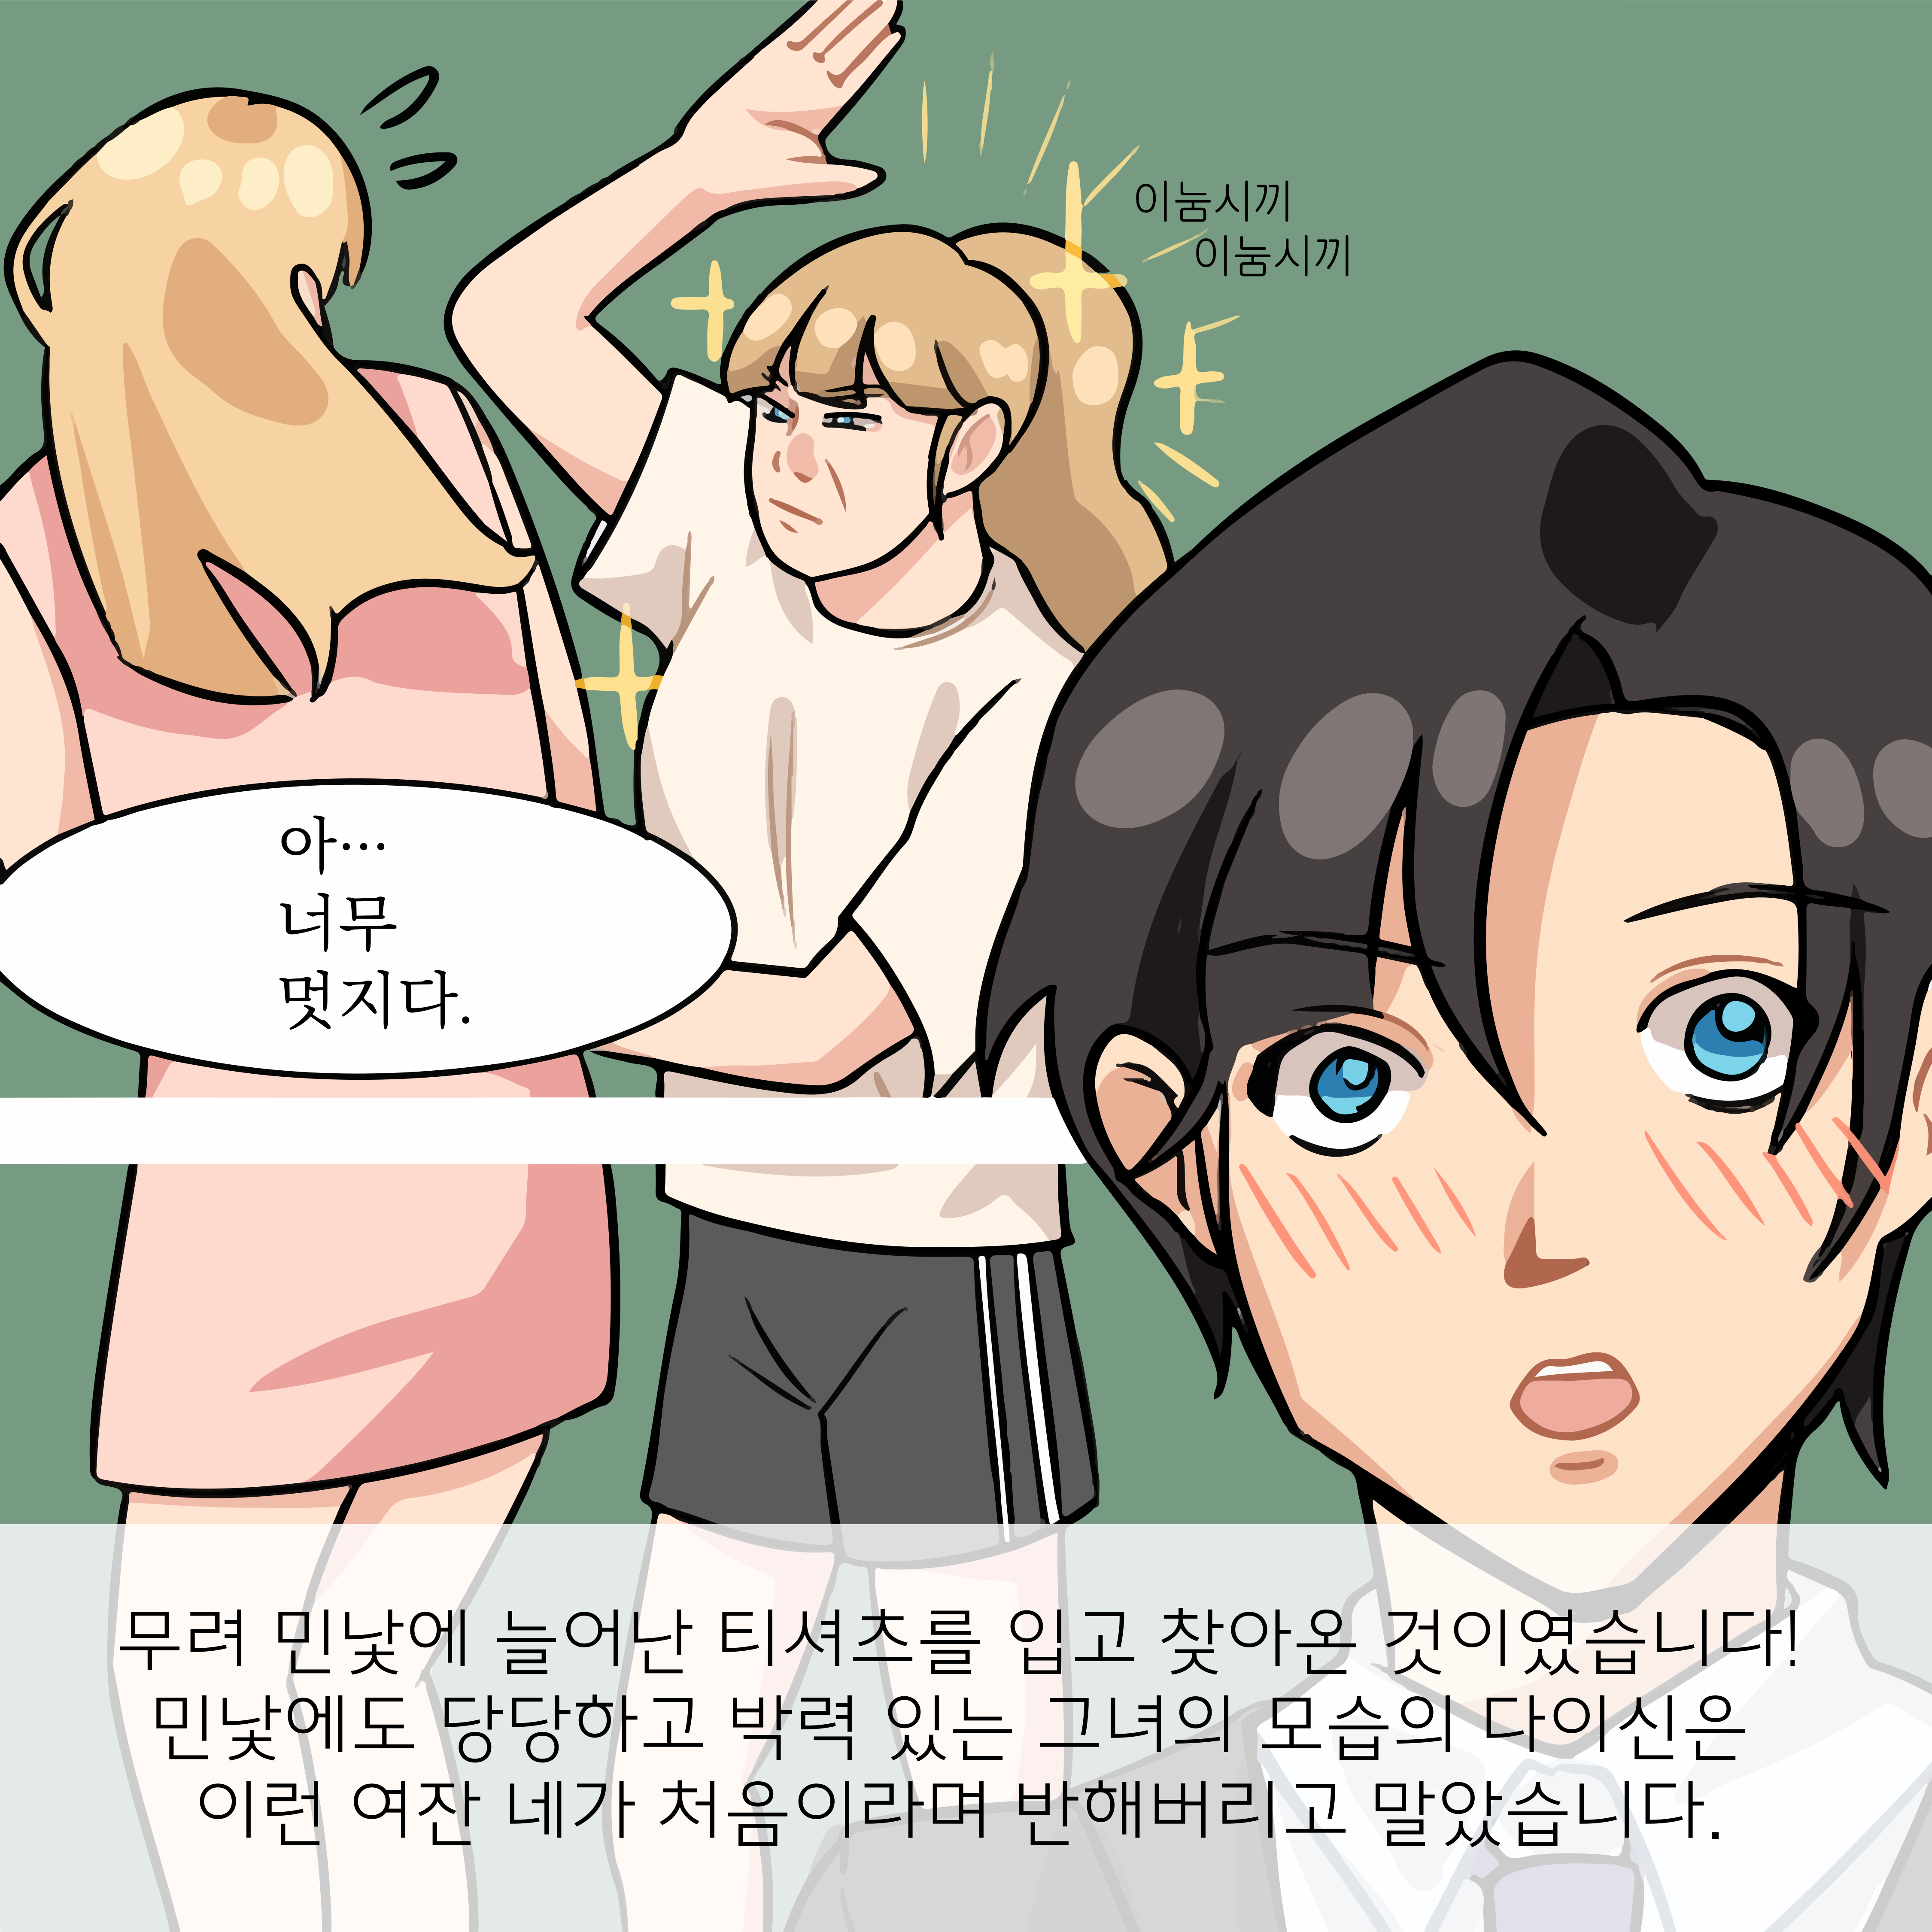 이눔시끼
이눔시끼
아…
너무
몃지다.
무려 민낯에 늘어난 티셔츠를 입고 찾아온 것이였습니다!
민낯에도 당당하고 박력 있는 그녀의 모습의 다이신은
이런 여잔 네가 처음이라며 반해버리고 말았습니다.